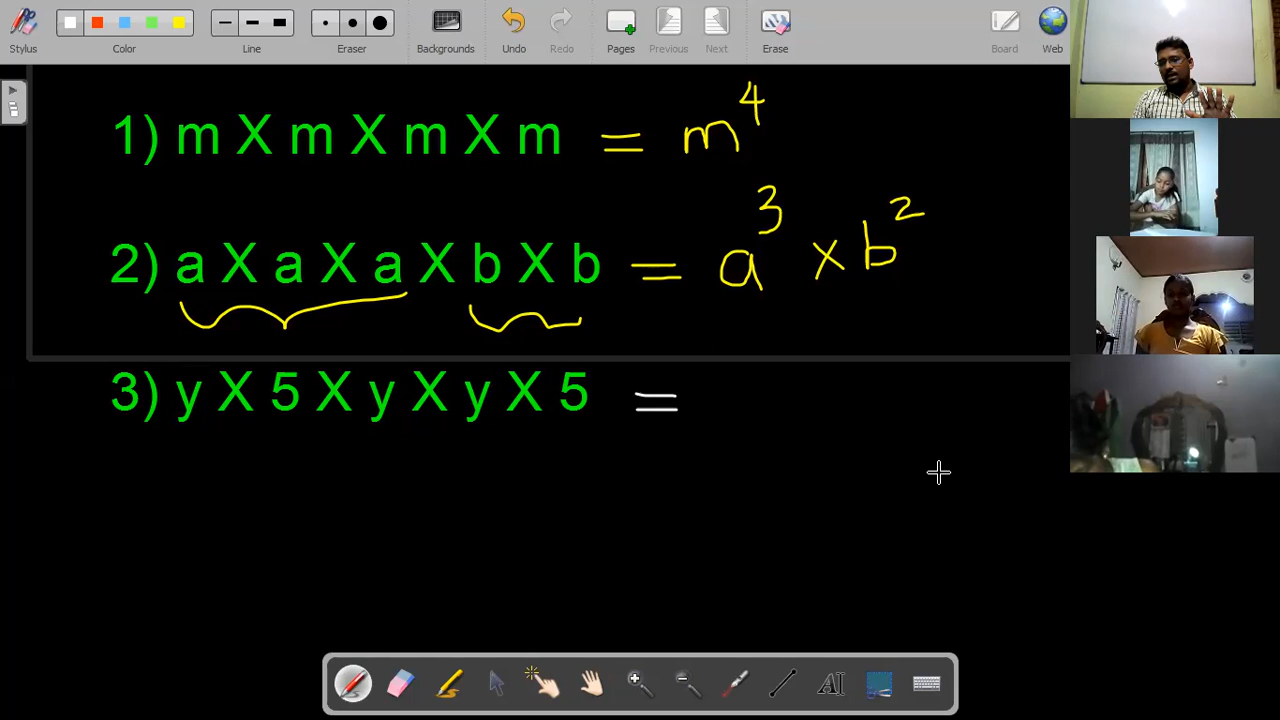 Stylus Color Line Eraser Backgrounds Undo Redo Pages Previous Next Erase Board Web
1) m X m X m X m = m⁴
2) a X a X a X b X b = a³ x b²
3) y X 5 X y X y X 5 =
AI